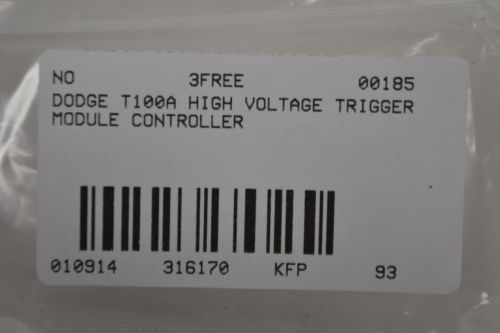 NO 3FREE 00185
DODGE T100A HIGH VOLTAGE TRIGGER
MODULE CONTROLLER
010914 316170 KFP 93